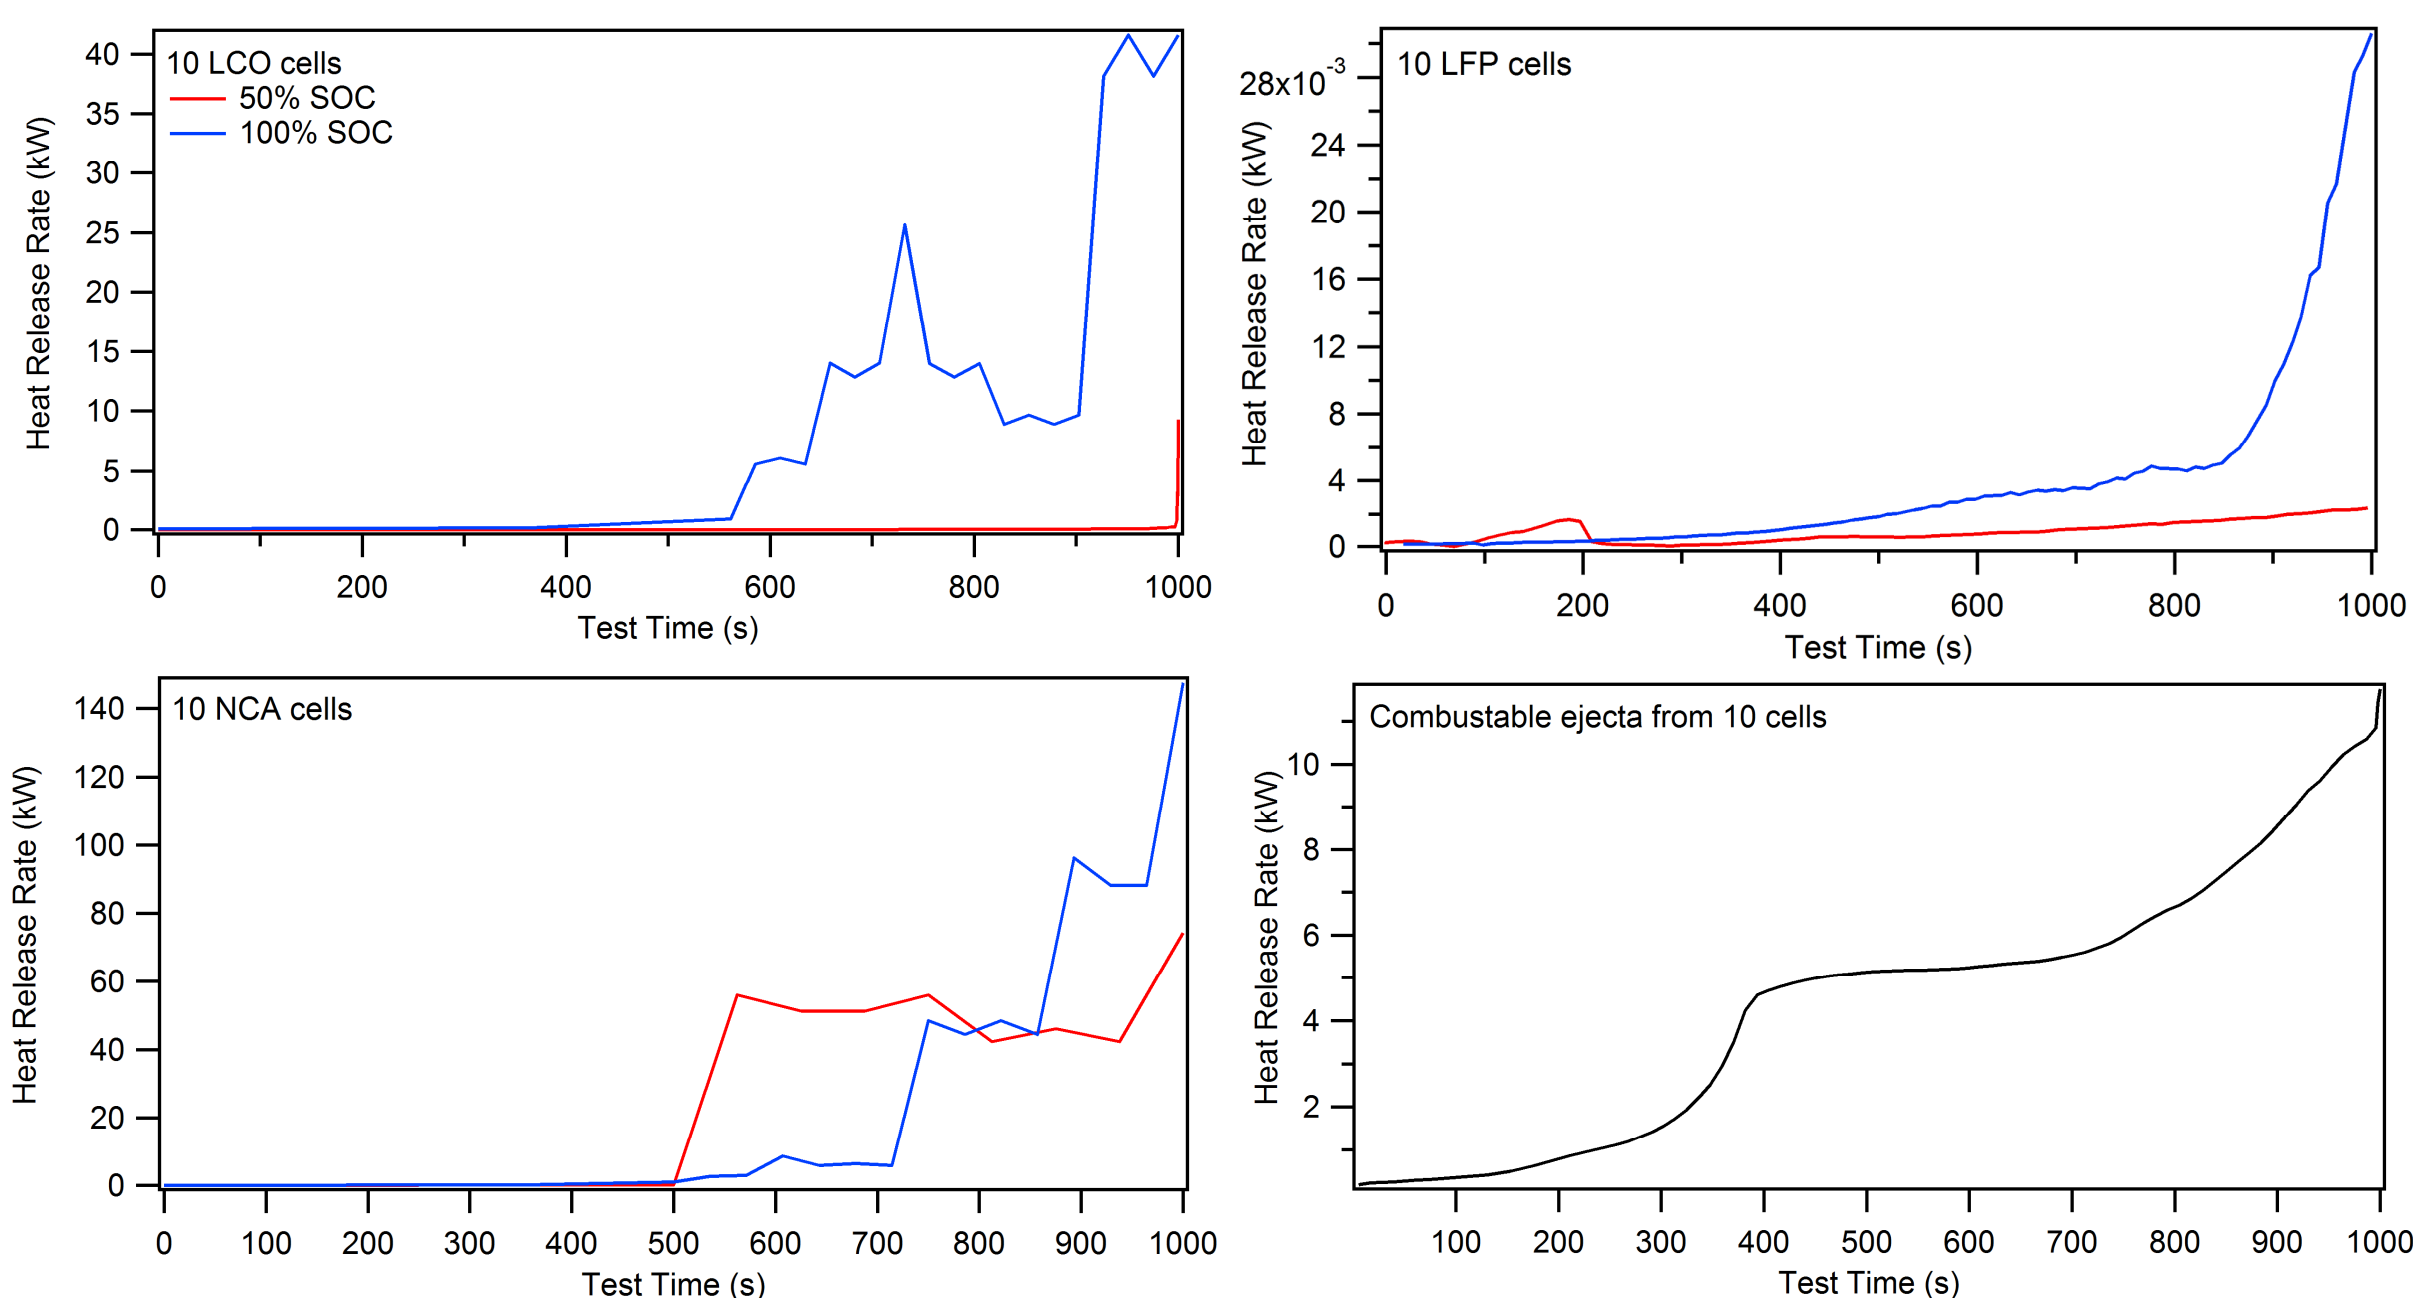 10 LCO cells
50% SOC
100% SOC
Heat Release Rate (kW)
40
35
30
25
20
15
10
5
0
0 200 400 600 800 1000
Test Time (s)
10 LFP cells
Heat Release Rate (kW)
28x10-3
24
20
16
12
8
4
0
0 200 400 600 800 1000
Test Time (s)
10 NCA cells
Heat Release Rate (kW)
140
120
100
80
60
40
20
0
0 100 200 300 400 500 600 700 800 900 1000
Test Time (s)
Combustable ejecta from 10 cells
Heat Release Rate (kW)
10
8
6
4
2
100 200 300 400 500 600 700 800 900 1000
Test Time (s)